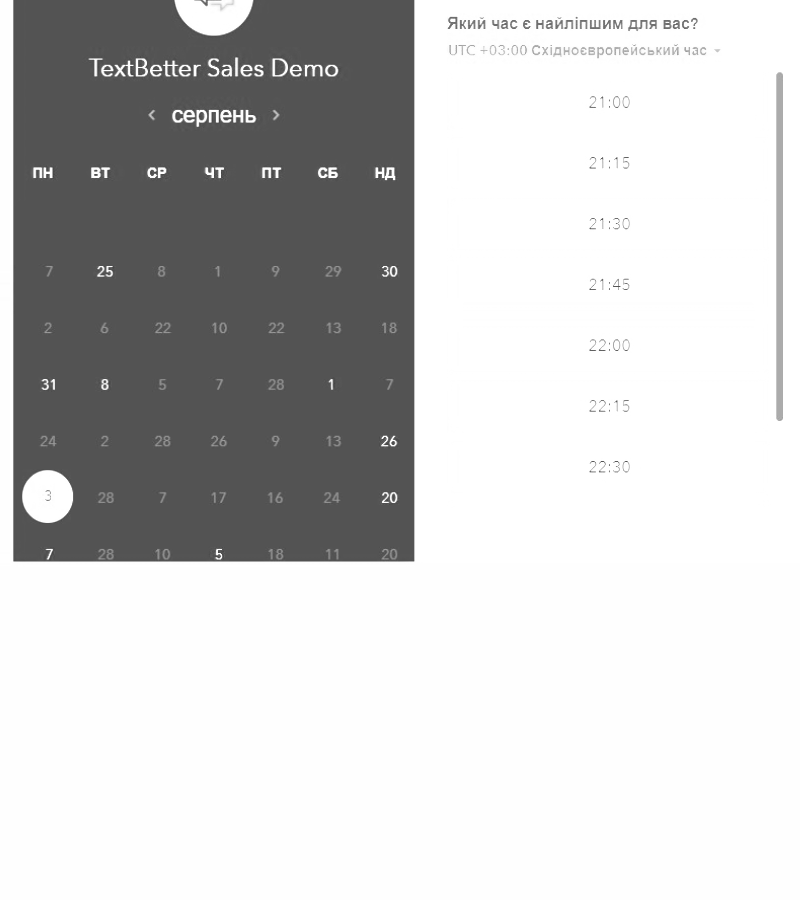 TextBetter Sales Demo
серпень
ПН ВТ СР ЧТ ПТ СБ НД
7 25 8 1 9 29 30
2 6 22 10 22 13 18
31 8 5 7 28 1 7
24 2 28 26 9 13 26
3 28 7 17 16 24 20
7 28 10 5 18 11 20
Який час є найліпшим для вас?
UTC +03:00 Східноєвропейський час
21:00
21:15
21:30
21:45
22:00
22:15
22:30